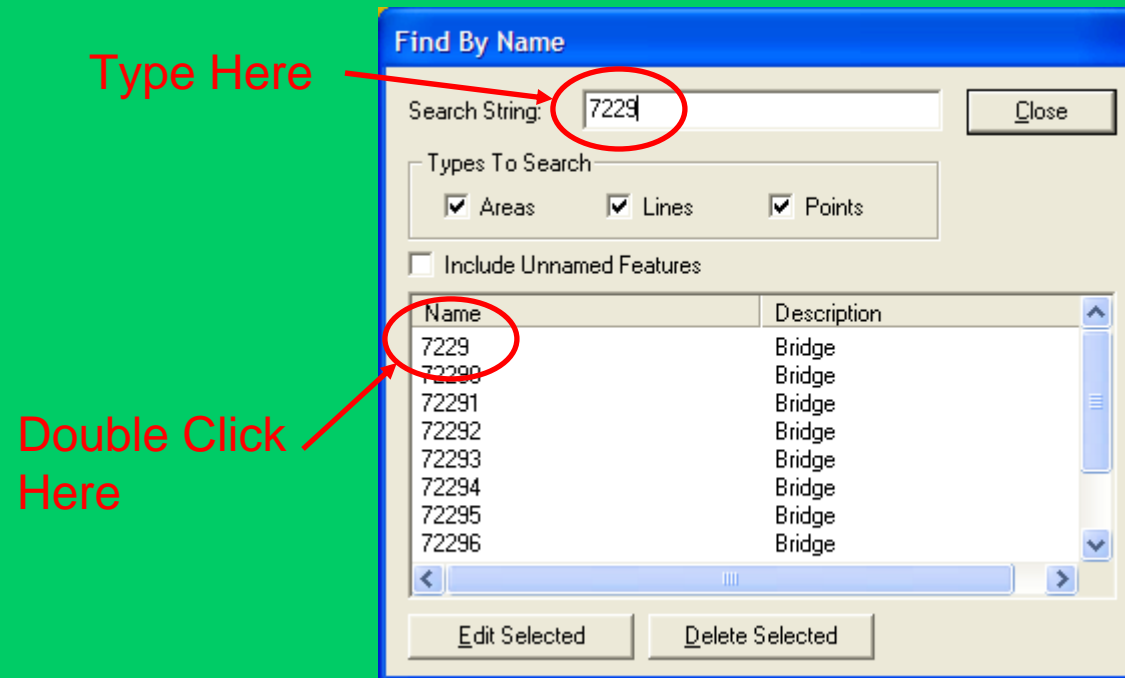 Find By Name
Type Here
Search String: 7229 Close
Types To Search
Areas Lines Points
Include Unnamed Features
Name Description
7229 Bridge
72290 Bridge
72291 Bridge
72292 Bridge
72293 Bridge
72294 Bridge
72295 Bridge
72296 Bridge
Double Click
Here
Edit Selected Delete Selected